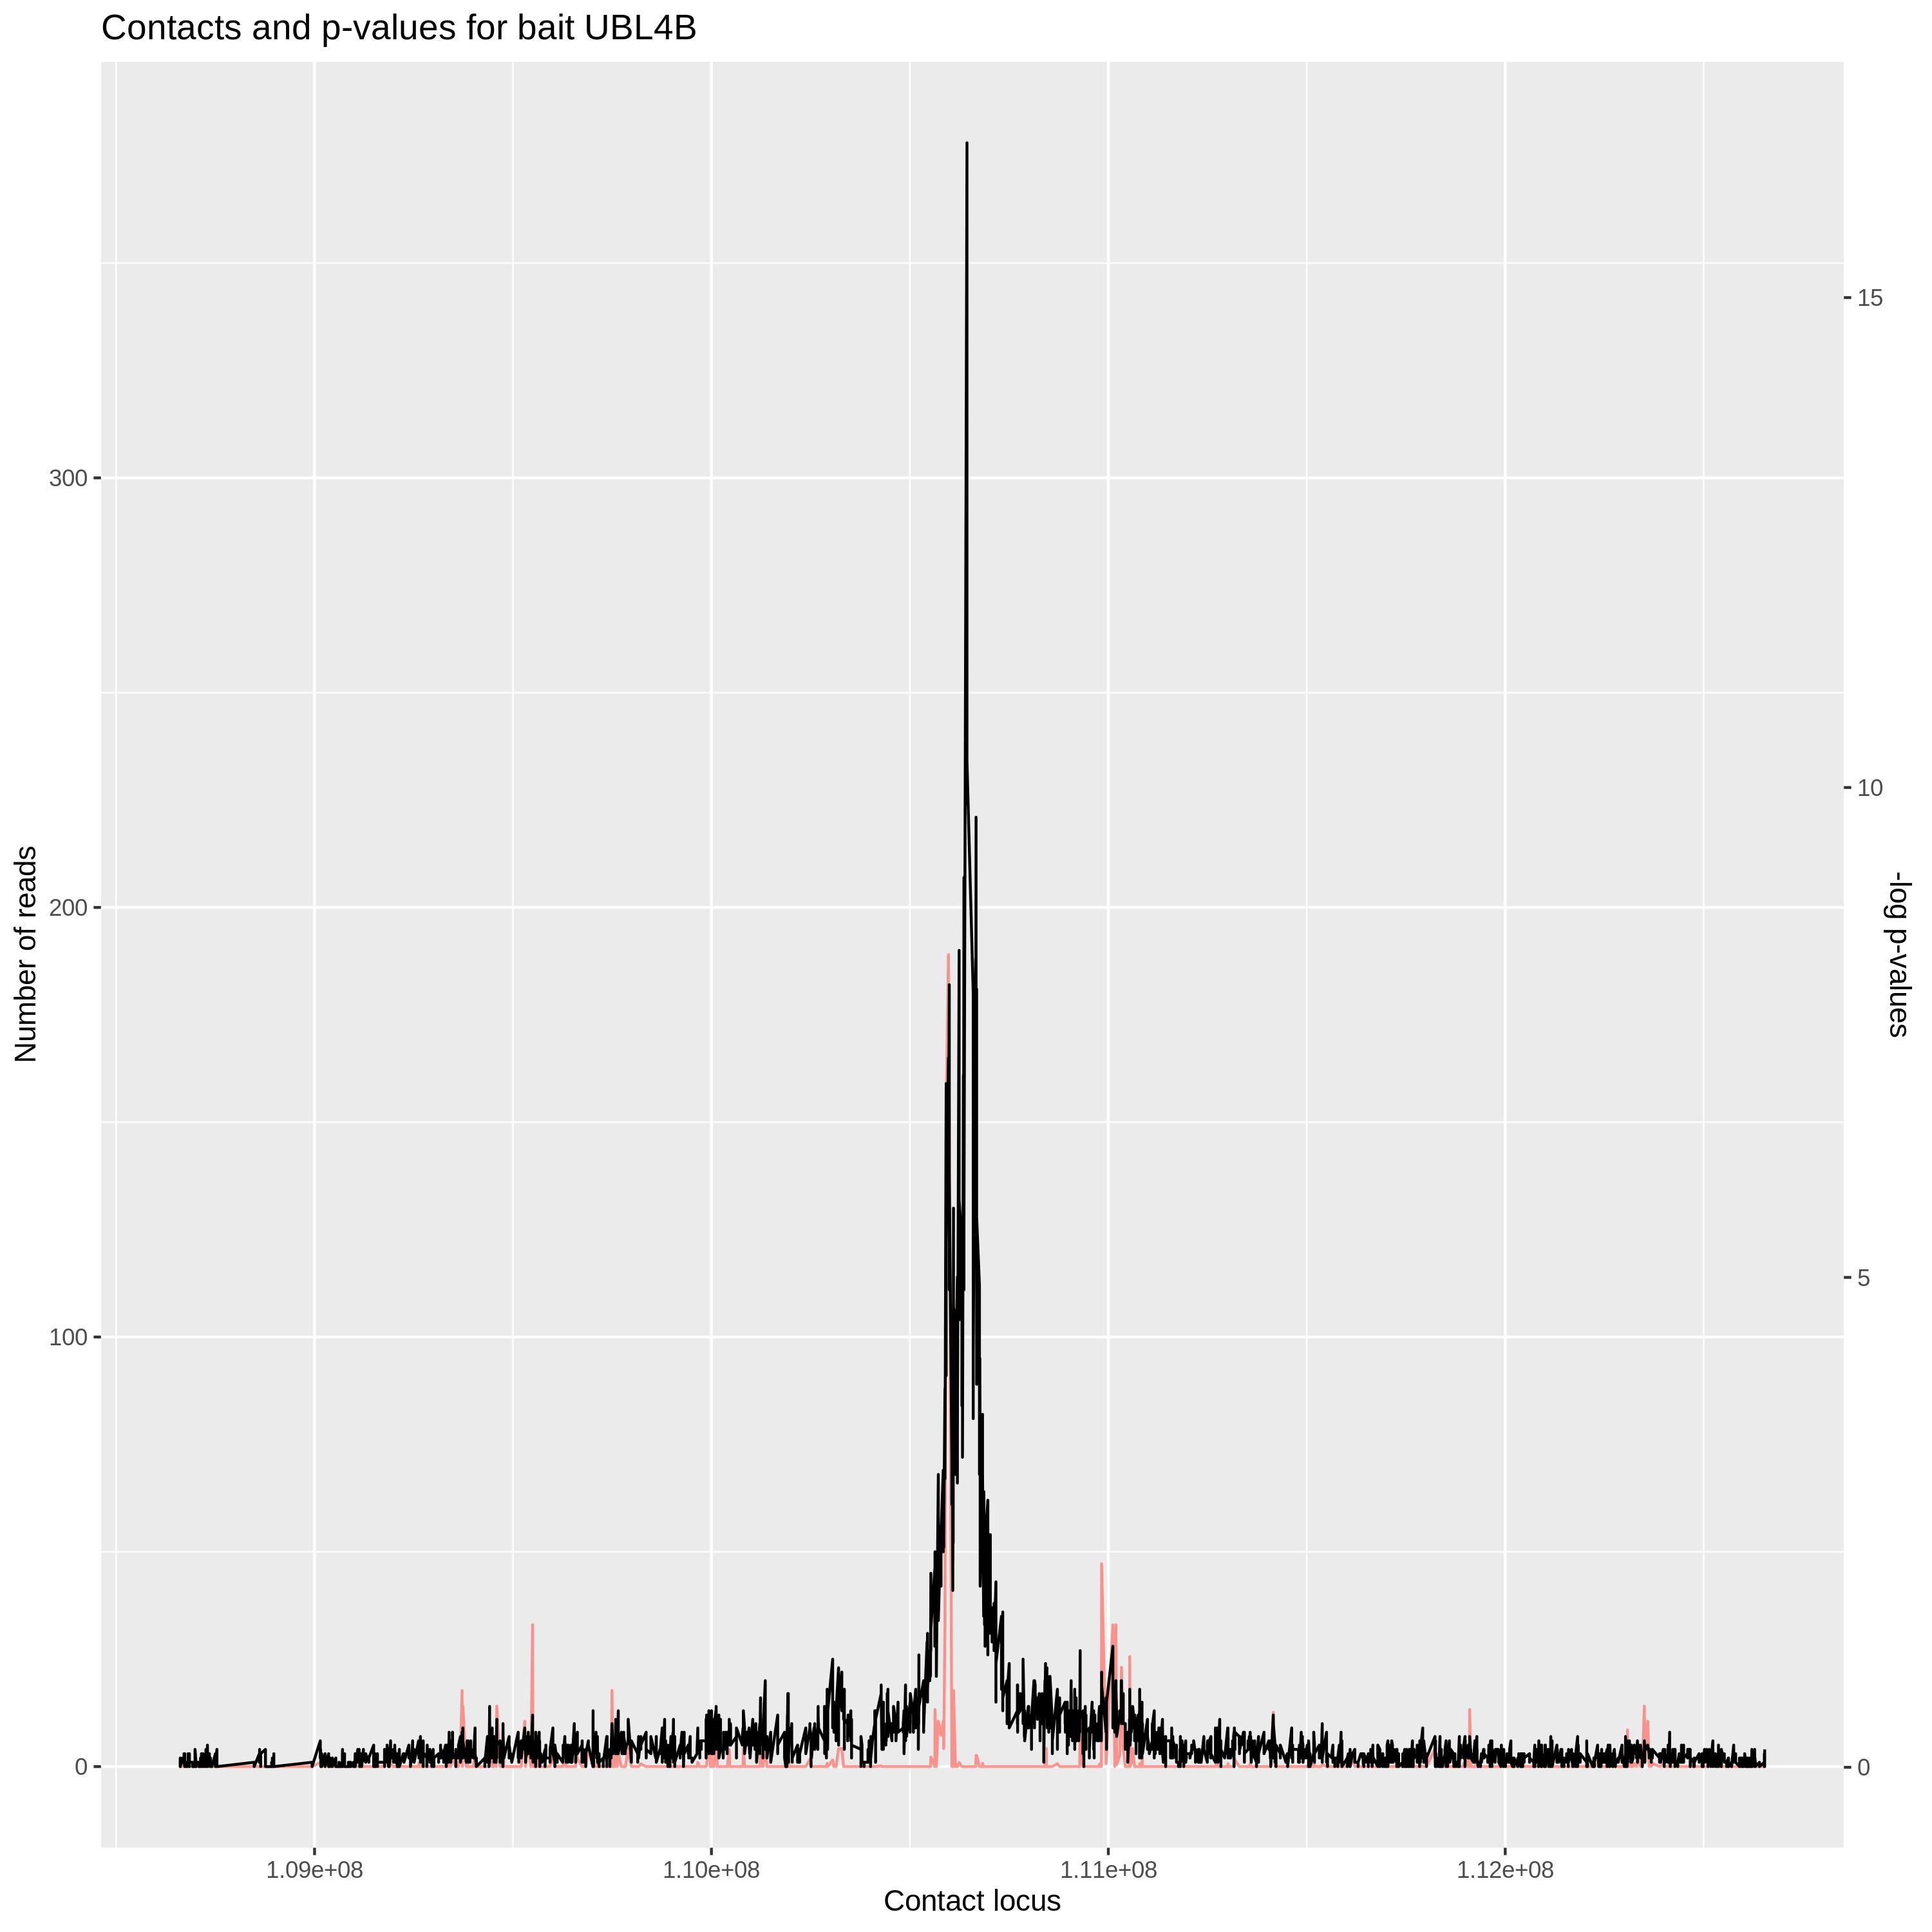 Contacts and p-values for bait UBL4B
Number of reads
300
200
100
0
15
10
5
0
-log p-values
1.09e+08 1.10e+08 1.11e+08 1.12e+08
Contact locus